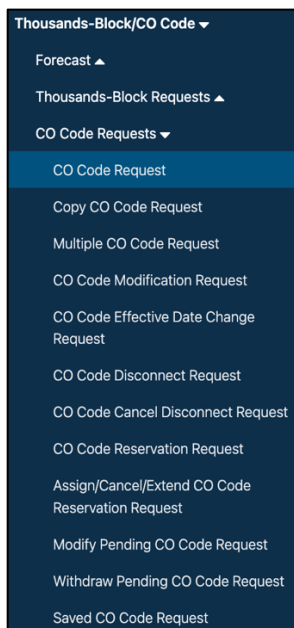 Thousands-Block/CO Code
Forecast
Thousands-Block Requests
CO Code Requests
CO Code Request
Copy CO Code Request
Multiple CO Code Request
CO Code Modification Request
CO Code Effective Date Change
Request
CO Code Disconnect Request
CO Code Cancel Disconnect Request
CO Code Reservation Request
Assign/Cancel/Extend CO Code
Reservation Request
Modify Pending CO Code Request
Withdraw Pending CO Code Request
Saved CO Code Request